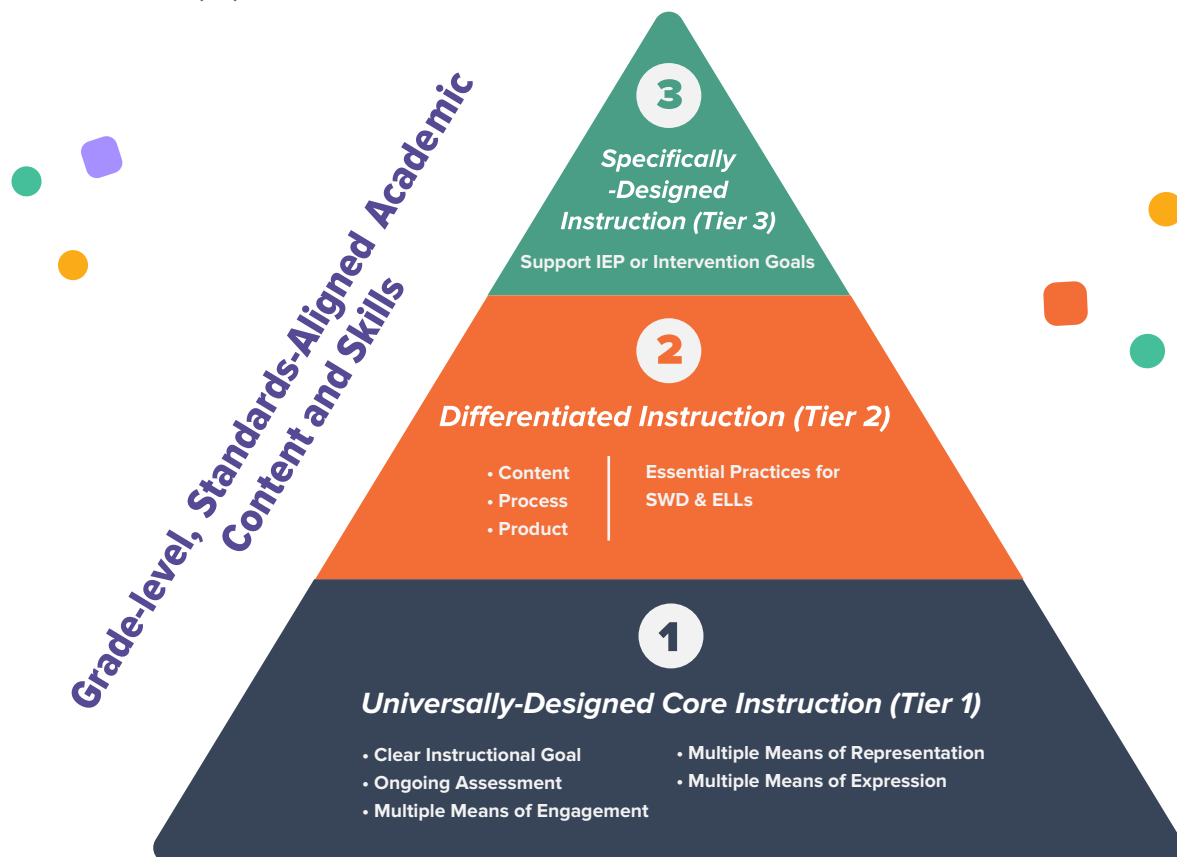 3
Specifically
-Designed
Instruction (Tier 3)
Support IEP or Intervention Goals
Grade-level, Standards-Aligned Academic
Content and Skills
2
Differentiated Instruction (Tier 2)
• Content
• Process
• Product
Essential Practices for
SWD & ELLs
1
Universally-Designed Core Instruction (Tier 1)
• Clear Instructional Goal
• Ongoing Assessment
• Multiple Means of Engagement
• Multiple Means of Representation
• Multiple Means of Expression